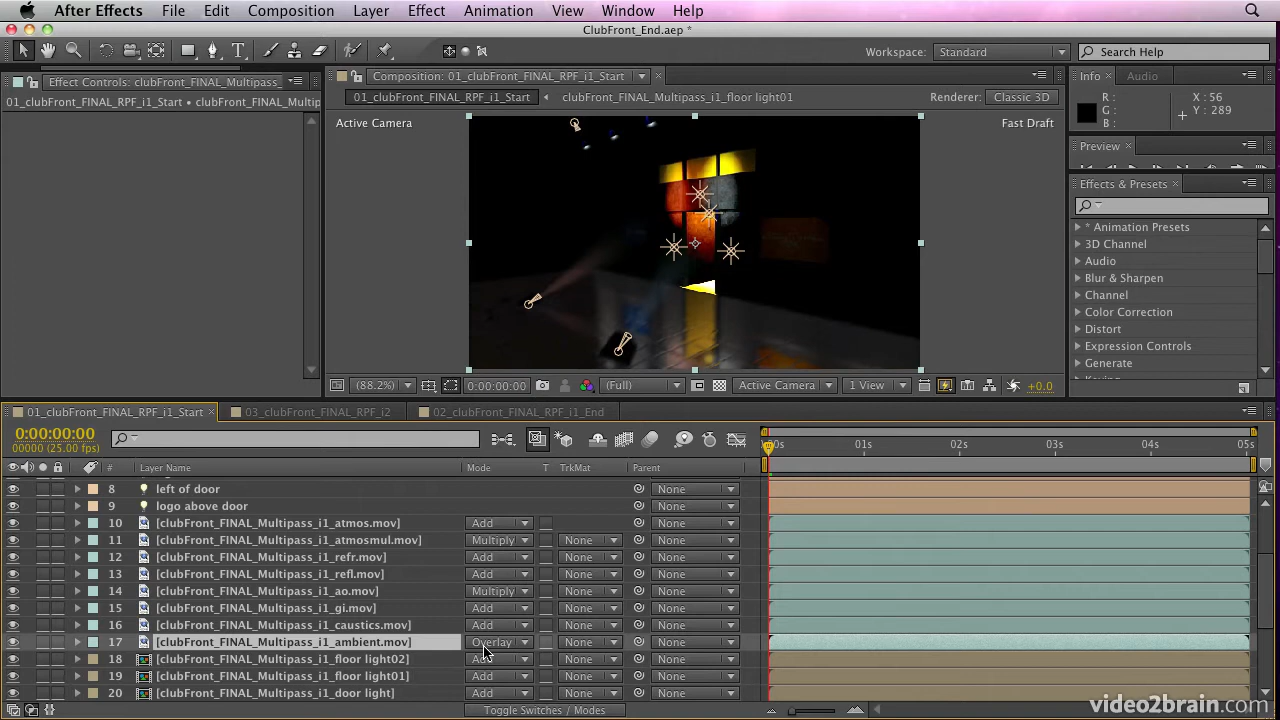 After Effects File Edit Composition Layer Effect Animation View Window Help
ClubFront_End.aep *
Workspace: Standard Search Help
Effect Controls: clubFront_FINAL_Multipass_
01_clubFront_FINAL_RPF_i1_Start • clubFront_FINAL_Multip
Composition: 01_clubFront_FINAL_RPF_i1_Start
01_clubFront_FINAL_RPF_i1_Start clubFront_FINAL_Multipass_i1_floor light01 Renderer: Classic 3D
Active Camera Fast Draft
Info Audio
R: X: 56
G: Y: 289
B:
Preview
Effects & Presets
* Animation Presets
3D Channel
Audio
Blur & Sharpen
Channel
Color Correction
Distort
Expression Controls
Generate
(88.2%) 0:00:00:00 (Full) Active Camera 1 View +0.0
01_clubFront_FINAL_RPF_i1_Start 03_clubFront_FINAL_RPF_i2 02_clubFront_FINAL_RPF_i1_End
0:00:00:00
00000 (25.00 fps)
01s 02s 03s 04s 05s
# Layer Name Mode T TrkMat Parent
8 left of door None
9 logo above door None
10 [clubFront_FINAL_Multipass_i1_atmos.mov] Add None
11 [clubFront_FINAL_Multipass_i1_atmosmul.mov] Multiply None None
12 [clubFront_FINAL_Multipass_i1_refr.mov] Add None None
13 [clubFront_FINAL_Multipass_i1_refl.mov] Add None None
14 [clubFront_FINAL_Multipass_i1_ao.mov] Multiply None None
15 [clubFront_FINAL_Multipass_i1_gi.mov] Add None None
16 [clubFront_FINAL_Multipass_i1_caustics.mov] Add None None
17 [clubFront_FINAL_Multipass_i1_ambient.mov] Overlay None None
18 [clubFront_FINAL_Multipass_i1_floor light02] Add None None
19 [clubFront_FINAL_Multipass_i1_floor light01] Add None None
20 [clubFront_FINAL_Multipass_i1_door light] Add None None
Toggle Switches / Modes
video2brain.com